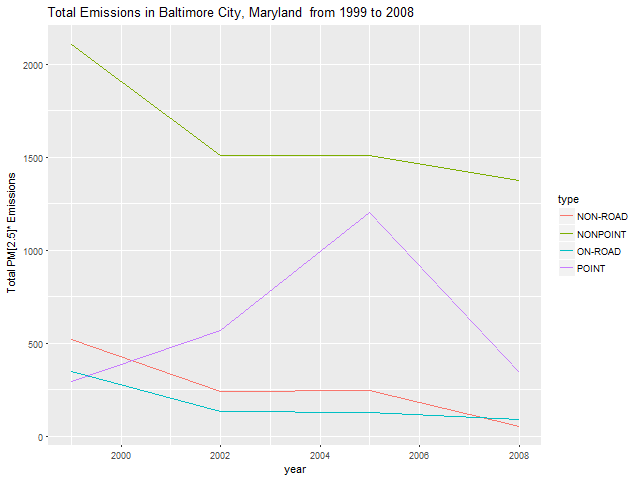 Total Emissions in Baltimore City, Maryland  from 1999 to 2008
Total PM[2.5]* Emissions
2000
1500
1000
500
0
2000
2002
2004
2006
2008
year
type
NON-ROAD
NONPOINT
ON-ROAD
POINT